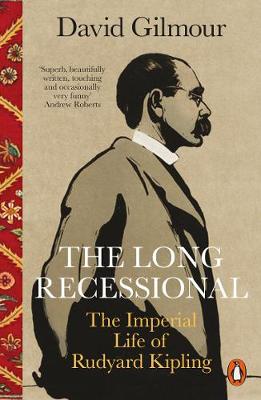 David Gilmour
'Superb, beautifully
written, touching
and occasionally
very funny'
Andrew Roberts
THE LONG
RECESSIONAL
The Imperial
Life of
Rudyard Kipling